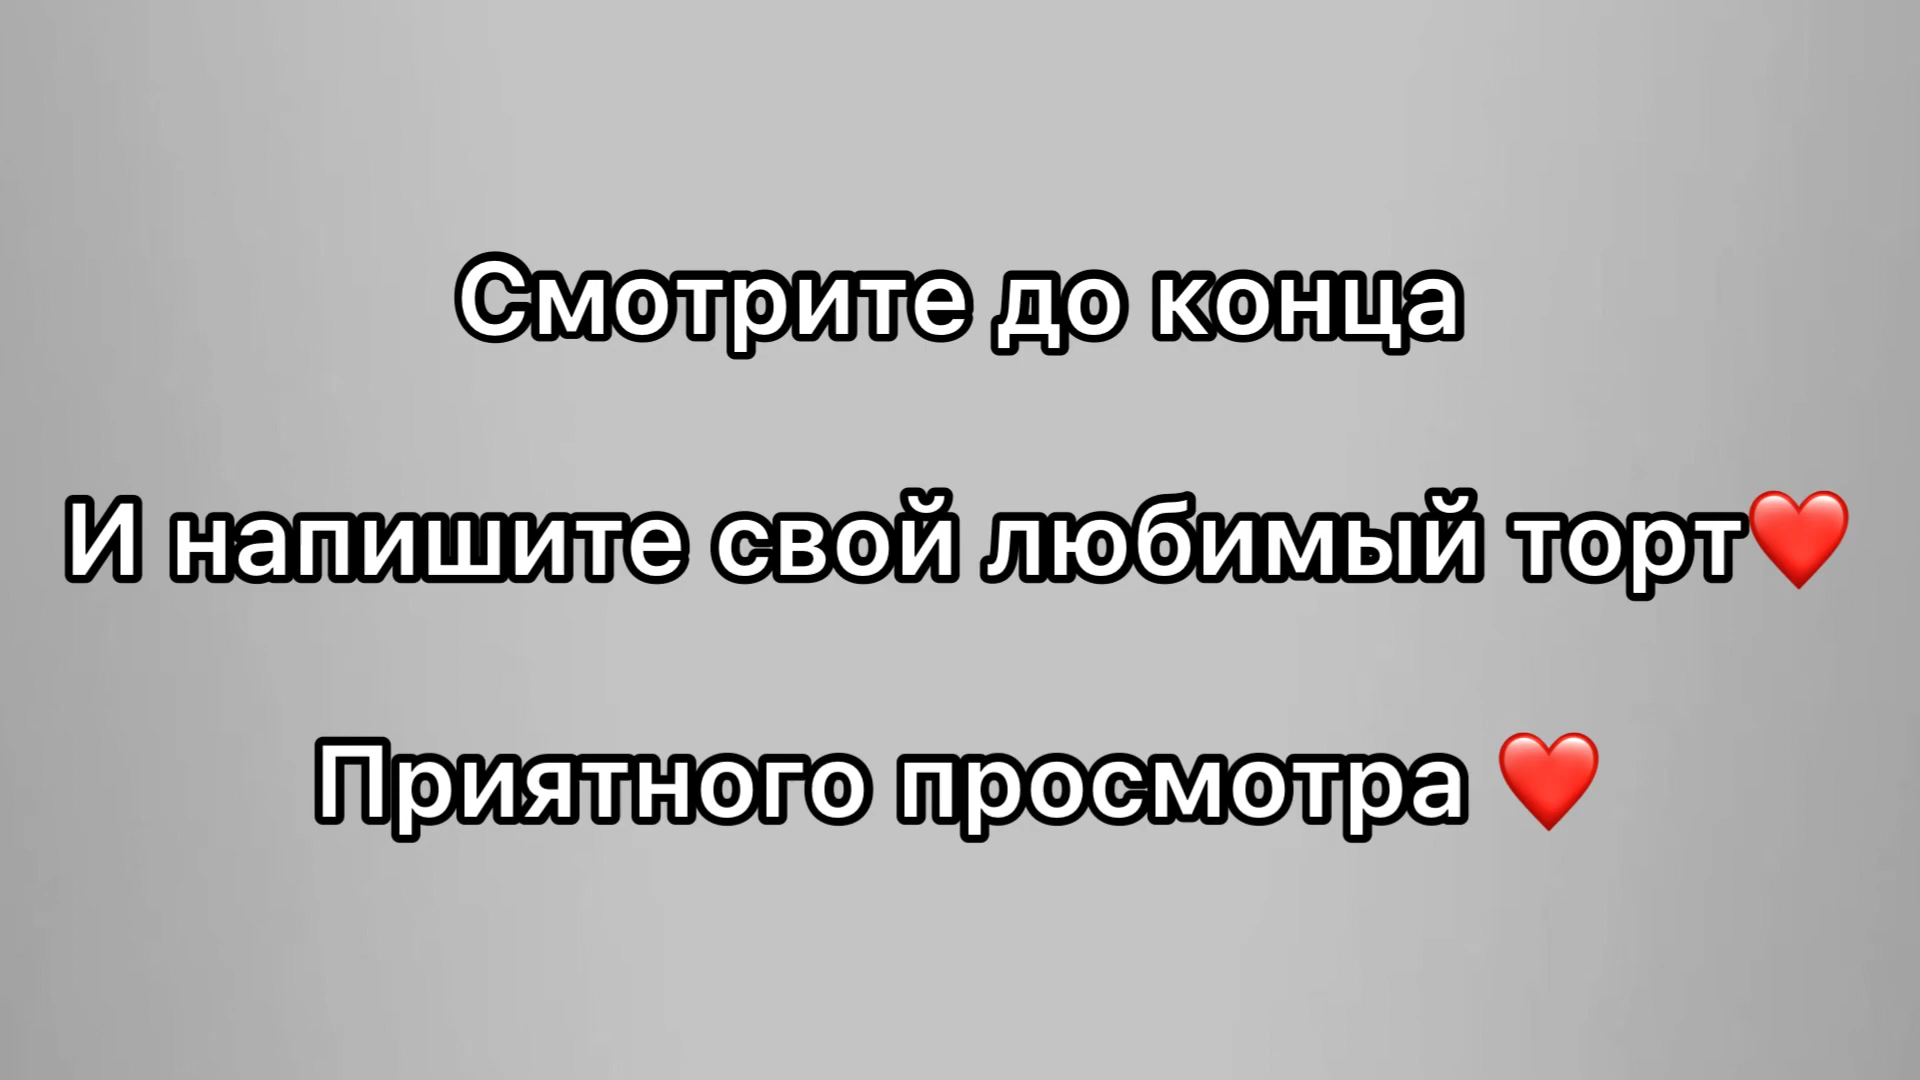 Смотрите до конца
И напишите свой любимый торт❤️
Приятного просмотра ❤️